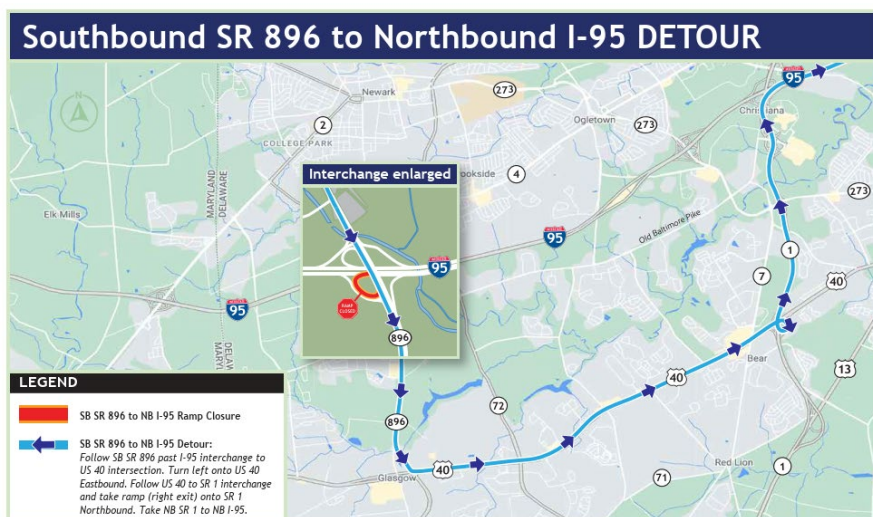 Southbound SR 896 to Northbound I-95 DETOUR
N
Newark
273
95
Christiana
2
Ogletown
273
COLLEGE PARK
Interchange enlarged
ookside
4
273
Elk Mills
MARYLAND
DELAWARE
Old Baltimore Pike
95
95
1
7
40
RAMP
CLOSED
95
896
Bear
13
40
LEGEND
72
SB SR 896 to NB I-95 Ramp Closure
896
SB SR 896 to NB I-95 Detour:
Follow SB SR 896 past I-95 interchange to
US 40 intersection. Turn left onto US 40
Eastbound. Follow US 40 to SR 1 interchange
and take ramp (right exit) onto SR 1
Northbound. Take NB SR 1 to NB I-95.
40
Glasgow
Red Lion
71
1